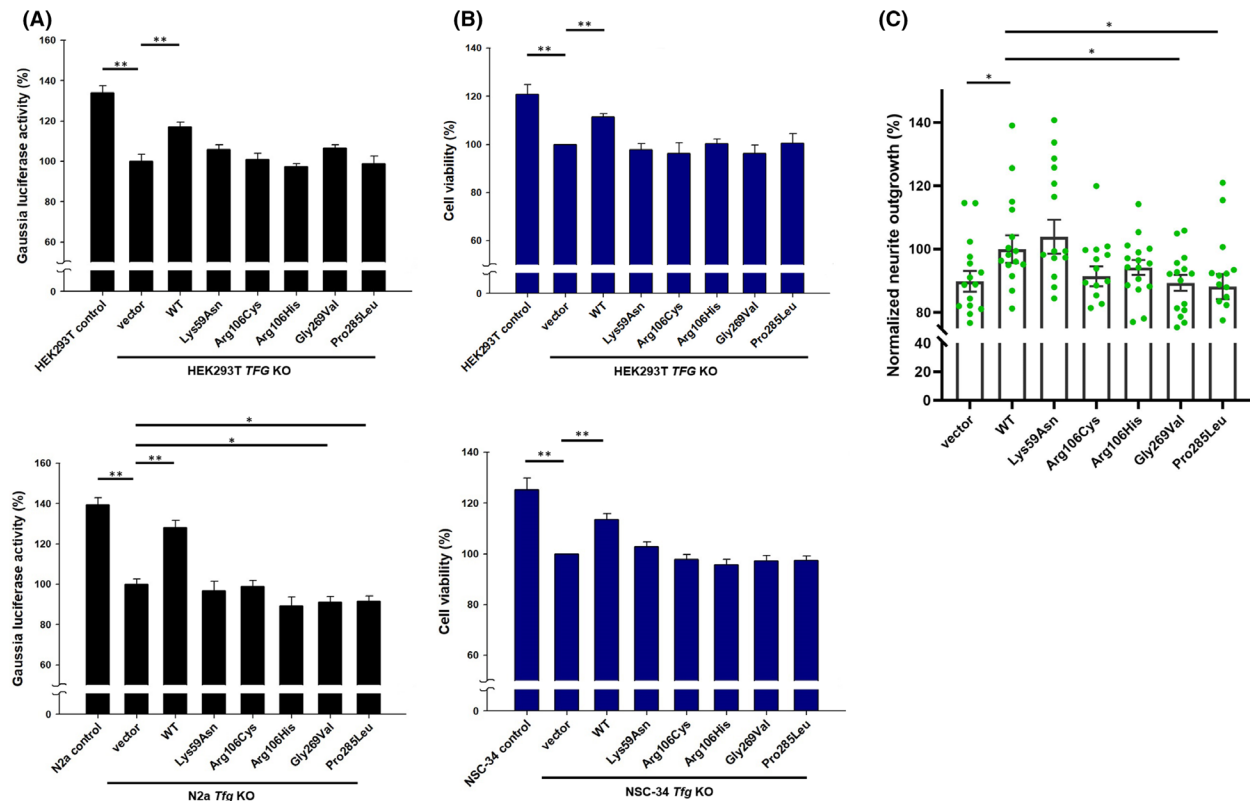 (A)
**
**
Gaussia luciferase activity (%)
160
140
120
100
80
60
0
HEK293T control
vector
WT
Lys59Asn
Arg106Cys
Arg106His
Gly269Val
Pro285Leu
HEK293T TFG KO
(B)
**
**
Cell viability (%)
140
120
100
80
60
0
HEK293T control
vector
WT
Lys59Asn
Arg106Cys
Arg106His
Gly269Val
Pro285Leu
HEK293T TFG KO
(C)
*
*
*
Normalized neurite outgrowth (%)
140
120
100
80
40
20
0
vector
WT
Lys59Asn
Arg106Cys
Arg106His
Gly269Val
Pro285Leu
*
*
**
**
Gaussia luciferase activity (%)
160
140
120
100
80
60
0
N2a control
vector
WT
Lys59Asn
Arg106Cys
Arg106His
Gly269Val
Pro285Leu
N2a Tfg KO
**
**
Cell viability (%)
140
120
100
80
60
0
NSC-34 control
vector
WT
Lys59Asn
Arg106Cys
Arg106His
Gly269Val
Pro285Leu
NSC-34 Tfg KO